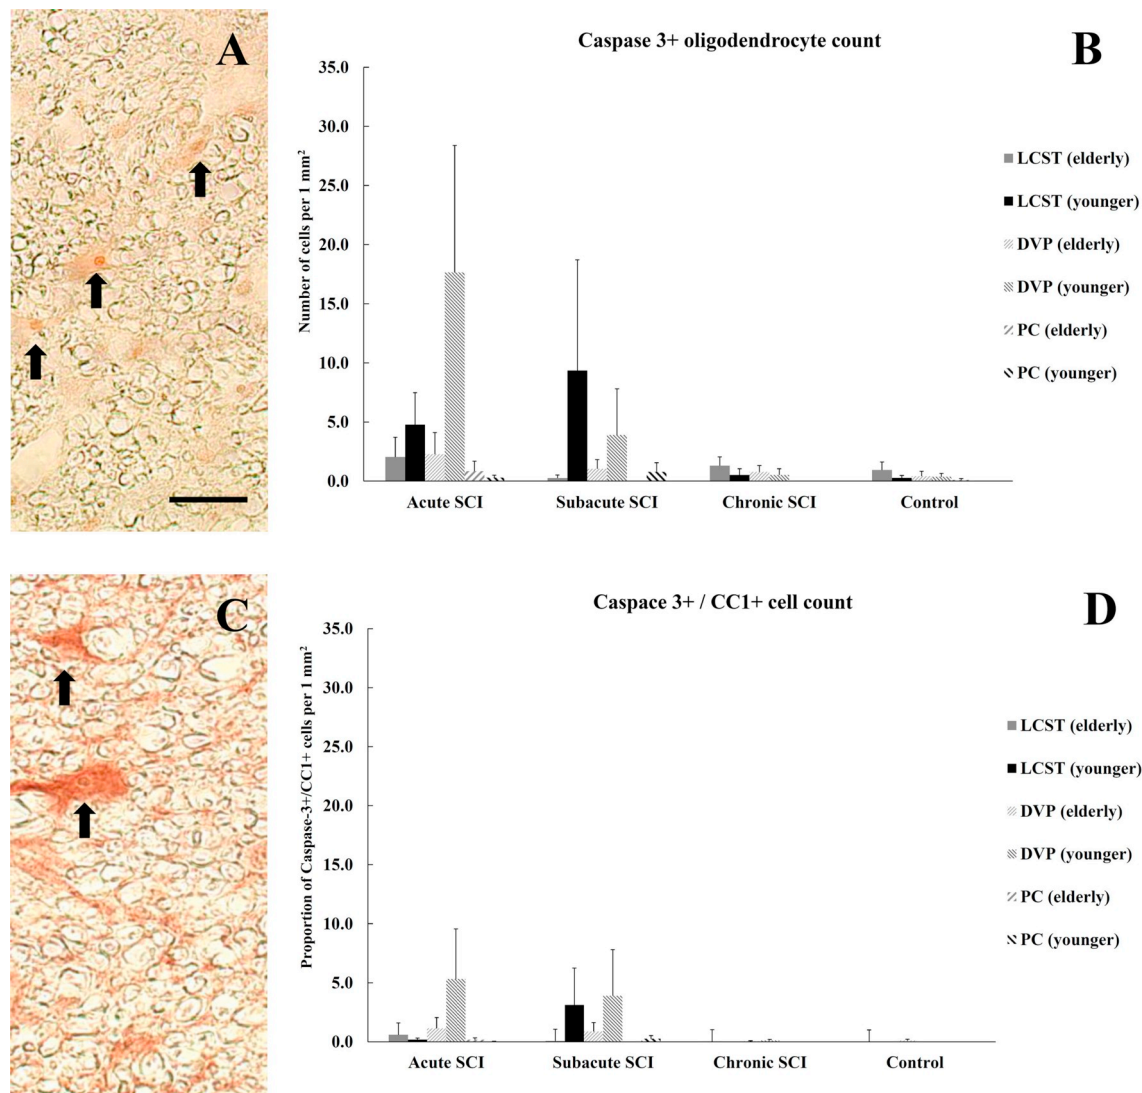 A
Caspase 3+ oligodendrocyte count
B
Number of cells per 1 mm²
35.0
30.0
25.0
20.0
15.0
10.0
5.0
0.0
Acute SCI
Subacute SCI
Chronic SCI
Control
LCST (elderly)
LCST (younger)
DVP (elderly)
DVP (younger)
PC (elderly)
PC (younger)
C
Caspace 3+ / CC1+ cell count
D
Proportion of Caspase-3+/CC1+ cells per 1 mm²
35.0
30.0
25.0
20.0
15.0
10.0
5.0
0.0
Acute SCI
Subacute SCI
Chronic SCI
Control
LCST (elderly)
LCST (younger)
DVP (elderly)
DVP (younger)
PC (elderly)
PC (younger)